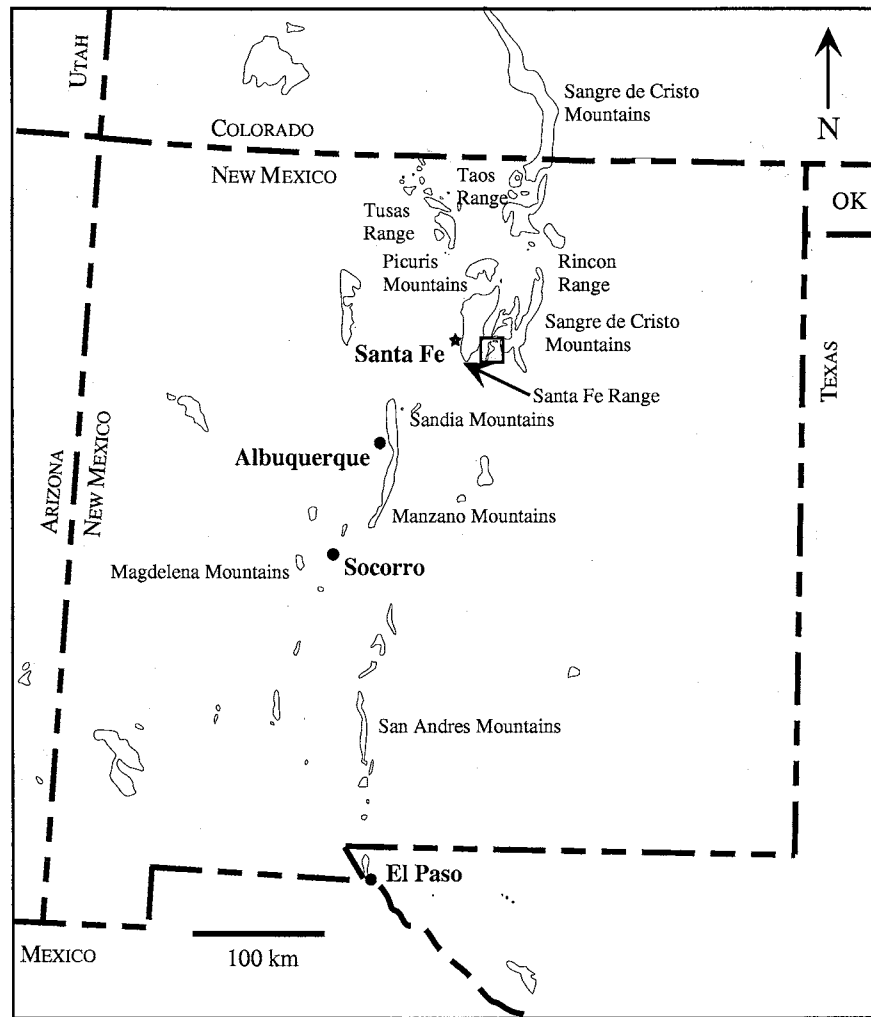 UTAH
COLORADO
NEW MEXICO
Sangre de Cristo
Mountains
N
Taos
Range
OK
Tusas
Range
Picuris
Mountains
Rincon
Range
Sangre de Cristo
Mountains
Santa Fe
TEXAS
Santa Fe Range
Sandia Mountains
Albuquerque
ARIZONA
NEW MEXICO
Manzano Mountains
Socorro
Magdelena Mountains
San Andres Mountains
El Paso
MEXICO
100 km